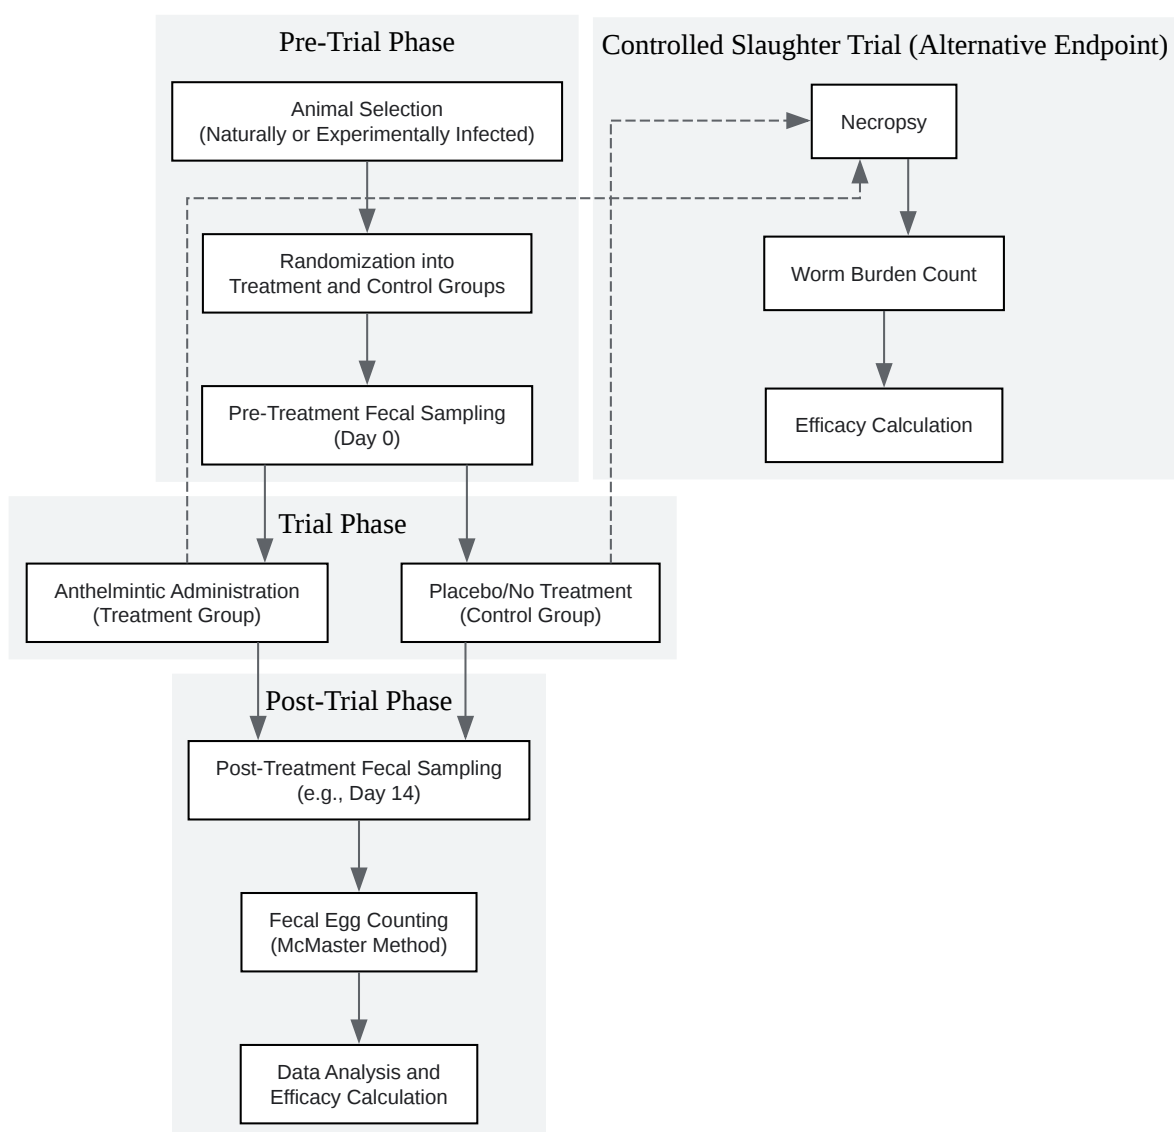 Pre-Trial Phase
Animal Selection
(Naturally or Experimentally Infected)
Randomization into
Treatment and Control Groups
Pre-Treatment Fecal Sampling
(Day 0)
Controlled Slaughter Trial (Alternative Endpoint)
Necropsy
Worm Burden Count
Efficacy Calculation
Trial Phase
Anthelmintic Administration
(Treatment Group)
Placebo/No Treatment
(Control Group)
Post-Trial Phase
Post-Treatment Fecal Sampling
(e.g., Day 14)
Fecal Egg Counting
(McMaster Method)
Data Analysis and
Efficacy Calculation